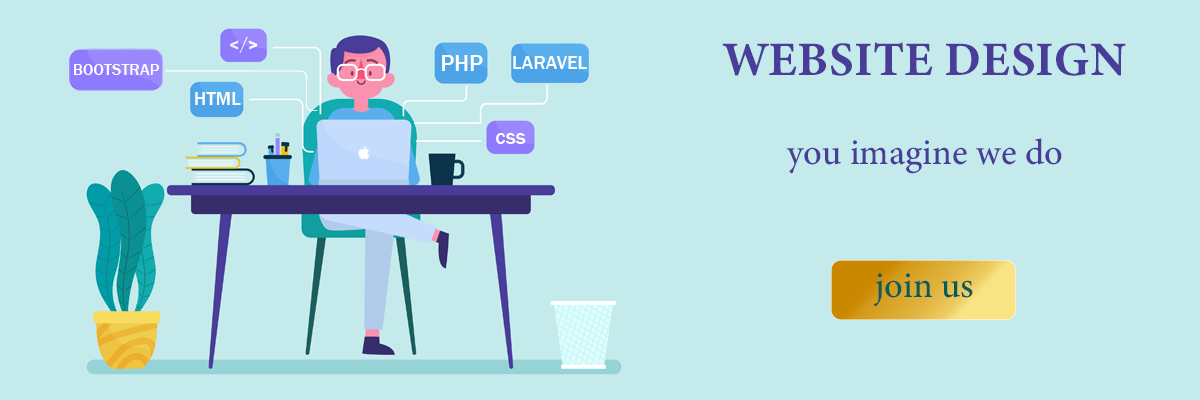 </>
BOOTSTRAP
HTML
PHP
LARAVEL
CSS
WEBSITE DESIGN
you imagine we do
join us